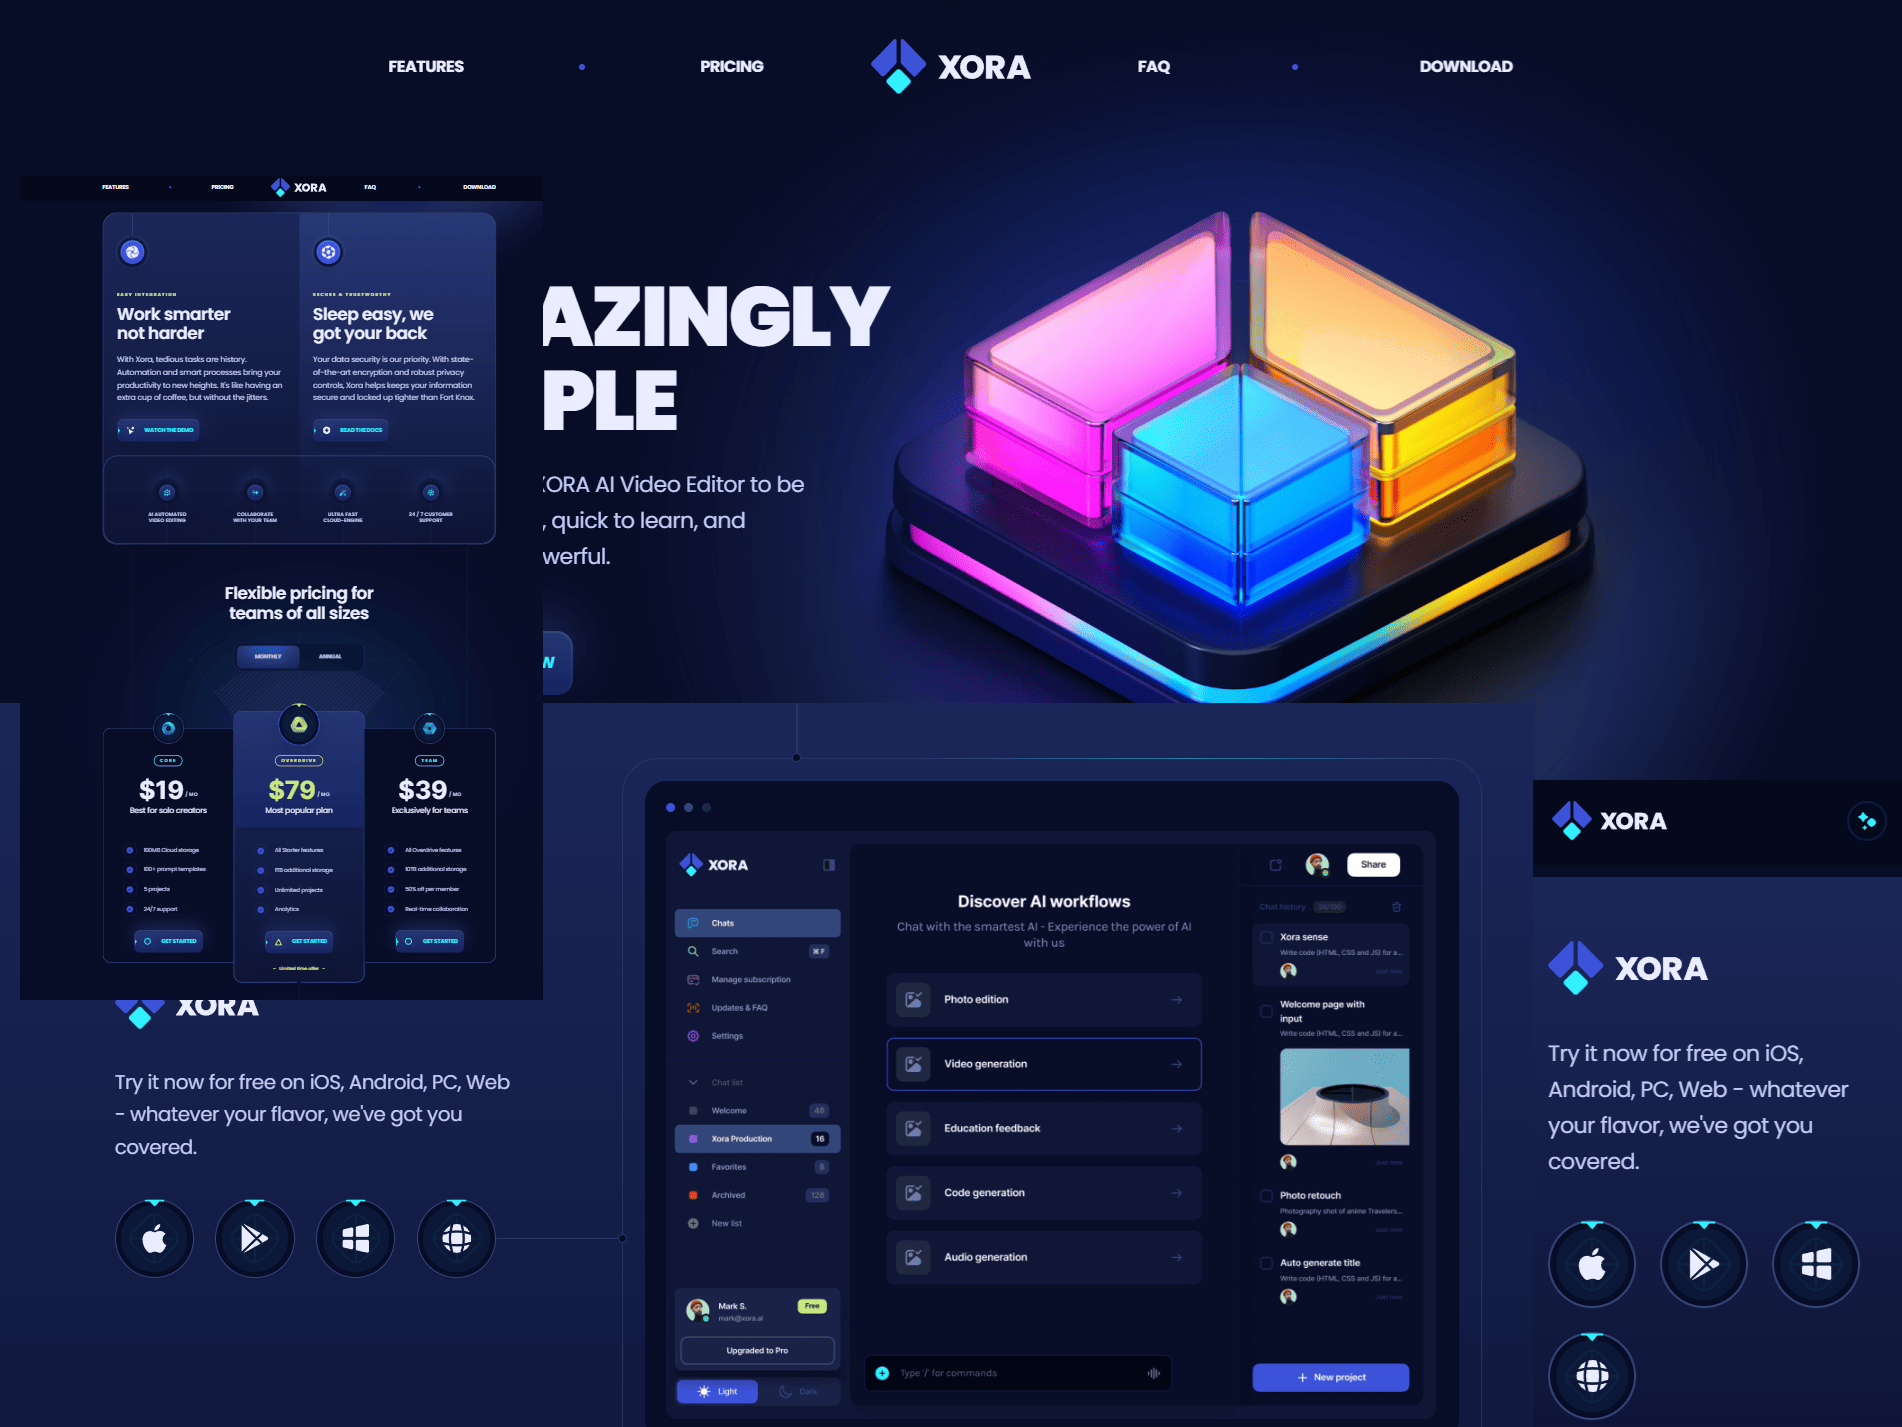 FEATURES
PRICING
XORA
FAQ
DOWNLOAD
FEATURES
PRICING
XORA
FAQ
DOWNLOAD
EASY INTEGRATION
Work smarter
not harder
With Xora, tedious tasks are history.
Automation and smart processes bring your
productivity to new heights. It's like having an
extra cup of coffee, but without the jitters.
WATCH THE DEMO
SECURE & TRUSTWORTHY
Sleep easy, we
got your back
Your data security is our priority. With state-
of-the-art encryption and robust privacy
controls, Xora helps keeps your information
secure and locked up tighter than Fort Knox.
READ THE DOCS
AI AUTOMATED
VIDEO EDITING
COLLABORATE
WITH YOUR TEAM
ULTRA FAST
CLOUD-ENGINE
24 / 7 CUSTOMER
SUPPORT
Flexible pricing for
teams of all sizes
MONTHLY
ANNUAL
CORE
$19 / MO
Best for solo creators
100MB Cloud storage
100+ prompt templates
5 projects
24/7 support
GET STARTED
OVERDRIVE
$79 / MO
Most popular plan
All Starter features
1TB additional storage
Unlimited projects
Analytics
GET STARTED
– Limited time offer –
TEAM
$39 / MO
Exclusively for teams
All Overdrive features
10TB additional storage
50% off per member
Real-time collaboration
GET STARTED
AZINGLY
PLE
XORA AI Video Editor to be
, quick to learn, and
werful.
W
XORA
Try it now for free on iOS, Android, PC, Web
- whatever your flavor, we've got you
covered.
XORA
Chats
Search
⌘ F
Manage subscription
Updates & FAQ
Settings
Chat list
Welcome
48
Xora Production
16
Favorites
8
Archived
128
New list
Mark S.
mark@xora.ai
Free
Upgraded to Pro
Light
Dark
Discover AI workflows
Chat with the smartest AI - Experience the power of AI
with us
Photo edition
Video generation
Education feedback
Code generation
Audio generation
Type '/' for commands
Share
Chat history
26/100
Xora sense
Write code (HTML, CSS and JS) for a...
Just now
Welcome page with
input
Write code (HTML, CSS and JS) for a...
Just now
Photo retouch
Photography shot of anime Travelers...
Just now
Auto generate title
Write code (HTML, CSS and JS) for a...
Just now
New project
XORA
XORA
Try it now for free on iOS,
Android, PC, Web - whatever
your flavor, we've got you
covered.